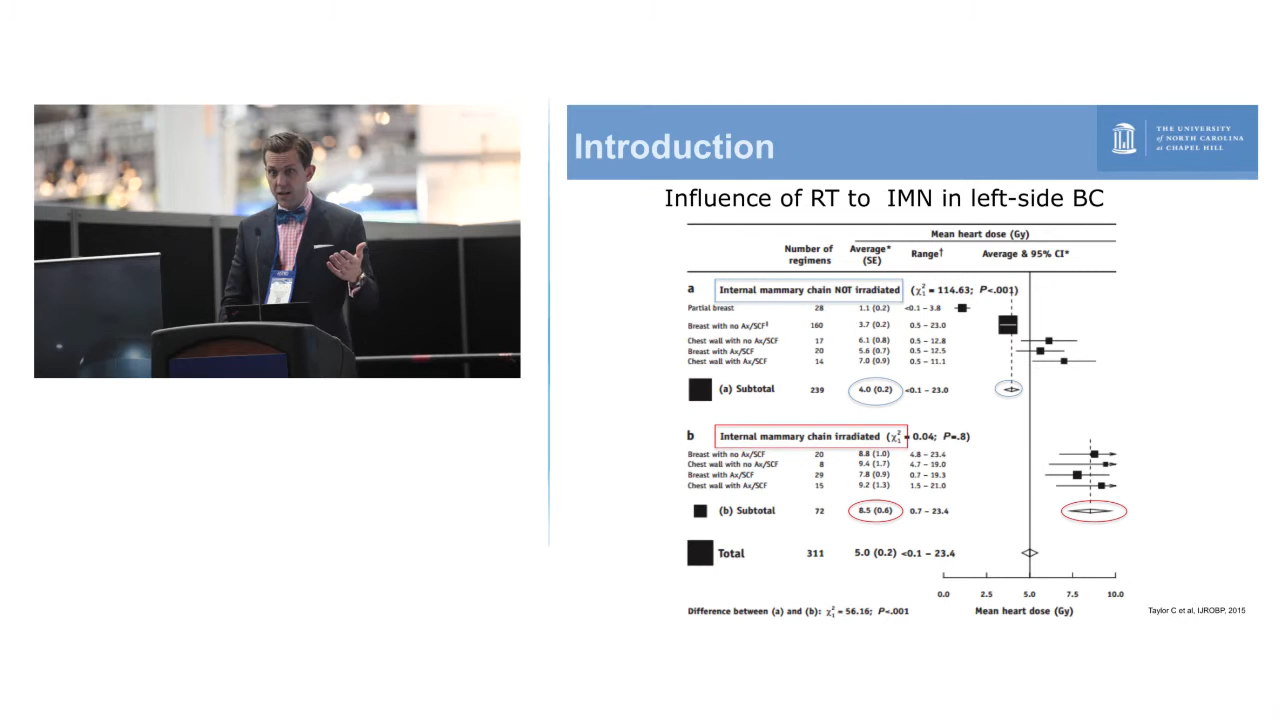 Introduction
THE UNIVERSITY
of NORTH CAROLINA
at CHAPEL HILL
Influence of RT to IMN in left-side BC
Mean heart dose (Gy)
Number of regimens Average* (SE) Range† Average & 95% CI*
a Internal mammary chain NOT irradiated (χ²₁ = 114.63; P<.001)
Partial breast 28 1.1 (0.2) <0.1 – 3.8
Breast with no Ax/SCF‡ 160 3.7 (0.2) 0.5 – 23.0
Chest wall with no Ax/SCF 17 6.1 (0.8) 0.5 – 12.8
Breast with Ax/SCF 20 5.6 (0.7) 0.5 – 12.5
Chest wall with Ax/SCF 14 7.0 (0.9) 0.5 – 11.1
(a) Subtotal 239 4.0 (0.2) <0.1 – 23.0
b Internal mammary chain irradiated (χ²₁ = 0.04; P=.8)
Breast with no Ax/SCF 20 8.8 (1.0) 4.8 – 23.4
Chest wall with no Ax/SCF 8 9.4 (1.7) 4.7 – 19.0
Breast with Ax/SCF 29 7.8 (0.9) 0.7 – 19.3
Chest wall with Ax/SCF 15 9.2 (1.3) 1.5 – 21.0
(b) Subtotal 72 8.5 (0.6) 0.7 – 23.4
Total 311 5.0 (0.2) <0.1 – 23.4
0.0 2.5 5.0 7.5 10.0
Difference between (a) and (b): χ²₁ = 56.16; P<.001 Mean heart dose (Gy)
Taylor C et al, IJROBP, 2015